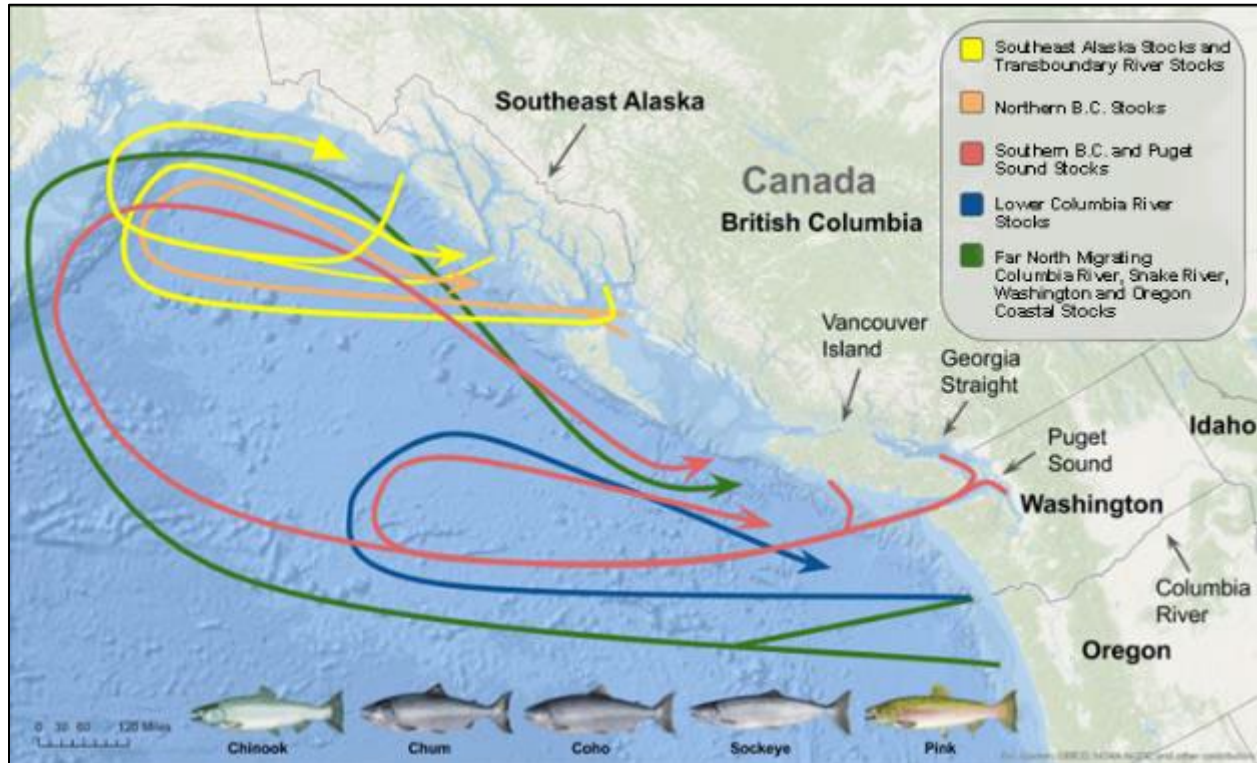 Southeast Alaska Stocks and
Transboundary River Stocks
Northern B.C. Stocks
Southern B.C. and Puget
Sound Stocks
Lower Columbia River
Stocks
Far North Migrating
Columbia River, Snake River,
Washington and Oregon
Coastal Stocks
Southeast Alaska
Canada
British Columbia
Vancouver
Island
Georgia
Straight
Idaho
Puget
Sound
Washington
Columbia
River
Oregon
0 30 60 120 Miles
Chinook
Chum
Coho
Sockeye
Pink